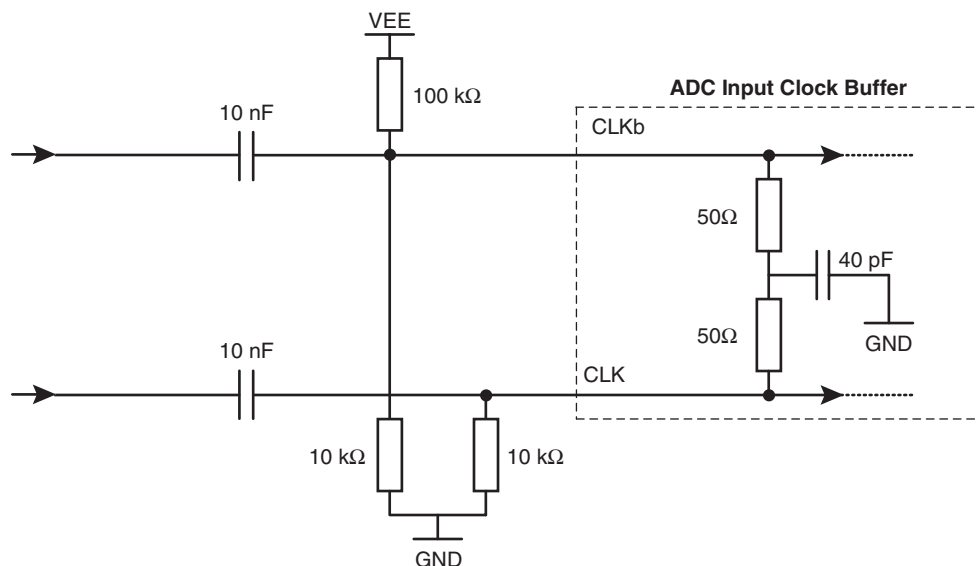 VEE
100 kΩ
ADC Input Clock Buffer
10 nF
CLKb
50Ω
40 pF
50Ω
GND
10 nF
CLK
10 kΩ
10 kΩ
GND